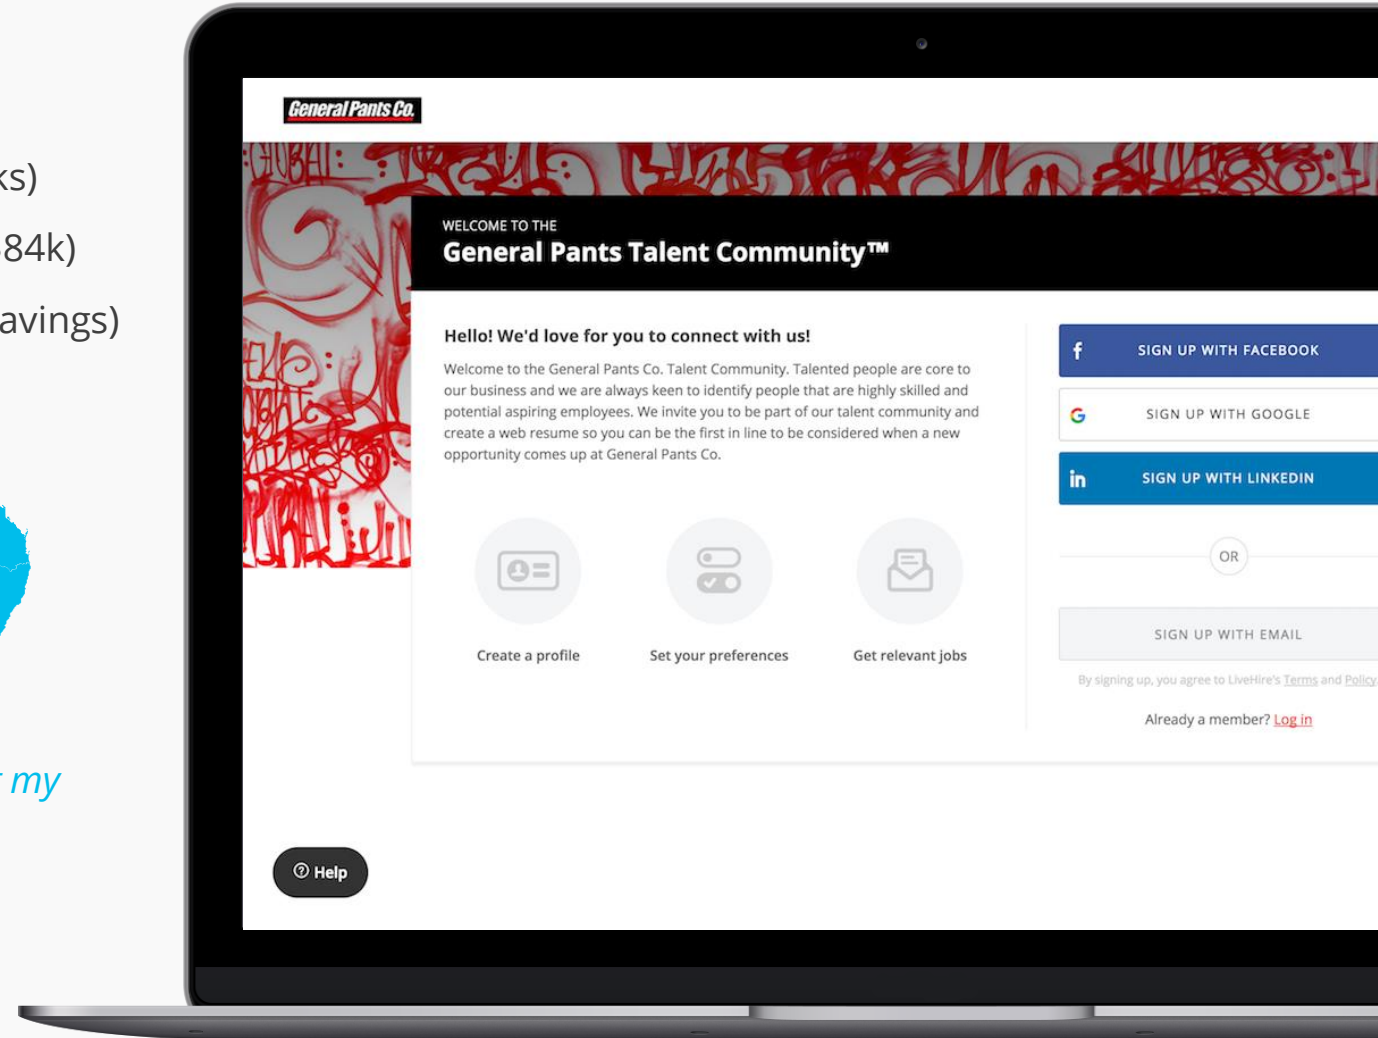 84k)
General Pants Co.
WELCOME TO THE
General Pants Talent Community™
Hello! We'd love for you to connect with us!
Welcome to the General Pants Co. Talent Community. Talented people are core to
our business and we are always keen to identify people that are highly skilled and
potential aspiring employees. We invite you to be part of our talent community and
create a web resume so you can be the first in line to be considered when a new
opportunity comes up at General Pants Co.
Create a profile
Set your preferences
Get relevant jobs
f SIGN UP WITH FACEBOOK
G SIGN UP WITH GOOGLE
in SIGN UP WITH LINKEDIN
OR
SIGN UP WITH EMAIL
By signing up, you agree to LiveHire's Terms and Policy.
Already a member? Log in
my
Help